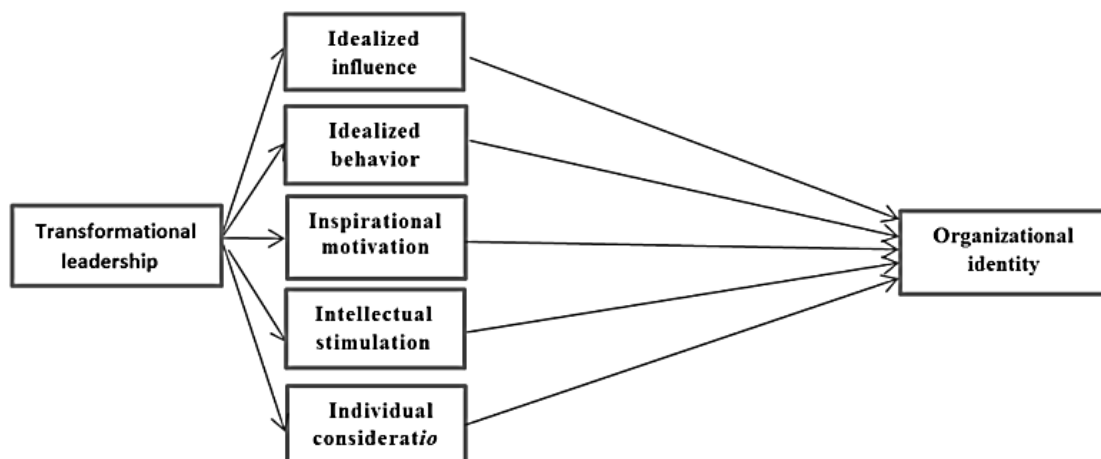 Idealized
influence
Idealized
behavior
Transformational
leadership
Inspirational
motivation
Organizational
identity
Intellectual
stimulation
Individual
consideratio